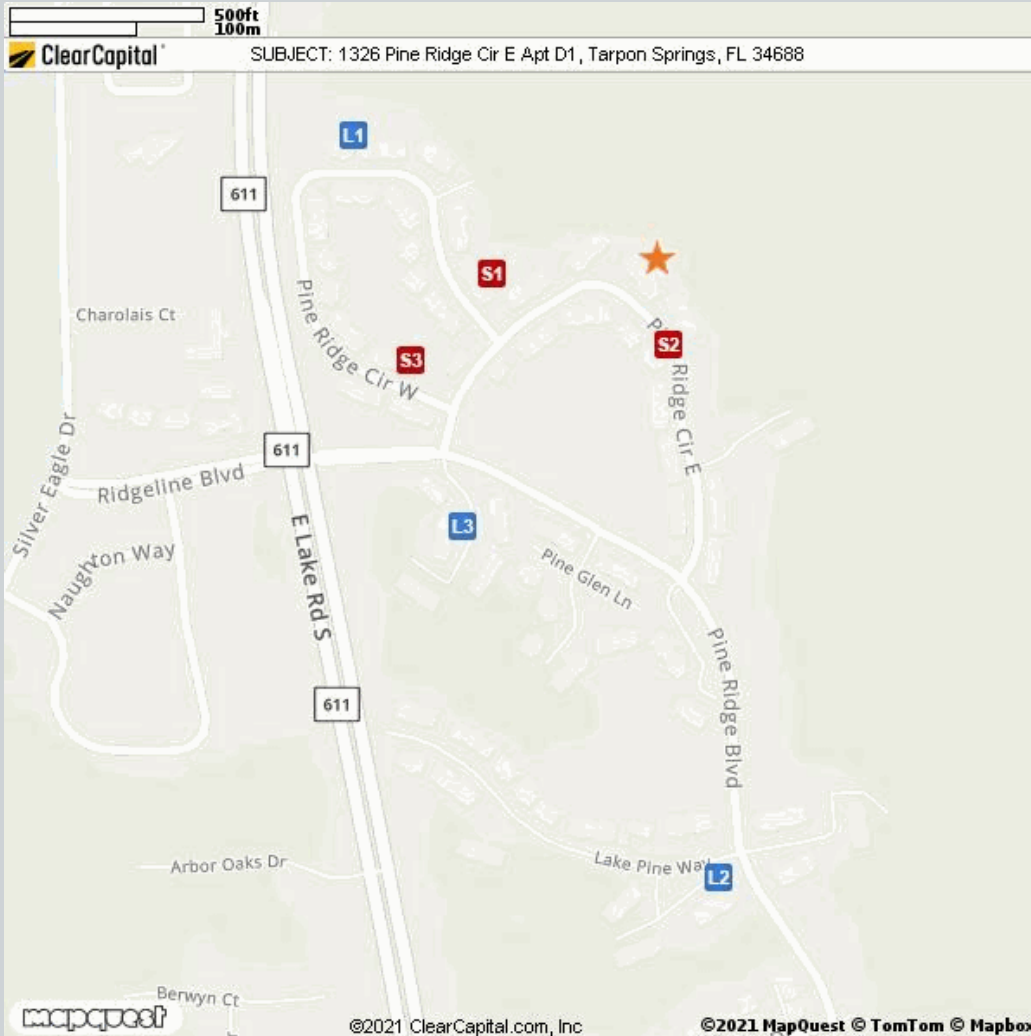 500ft
100m
ClearCapital
SUBJECT: 1326 Pine Ridge Cir E Apt D1, Tarpon Springs, FL 34688
L1
611
S1
Pine Ridge Cir W
Charolais Ct
S3
S2
Pine Ridge Cir E
611
Ridgeline Blvd
Silver Eagle Dr
Naughton Way
E Lake Rd S
L3
Pine Glen Ln
611
Pine Ridge Blvd
Arbor Oaks Dr
Lake Pine Way
L2
Berwyn Ct
mapquest
©2021 ClearCapital.com, Inc
©2021 MapQuest © TomTom © Mapbox